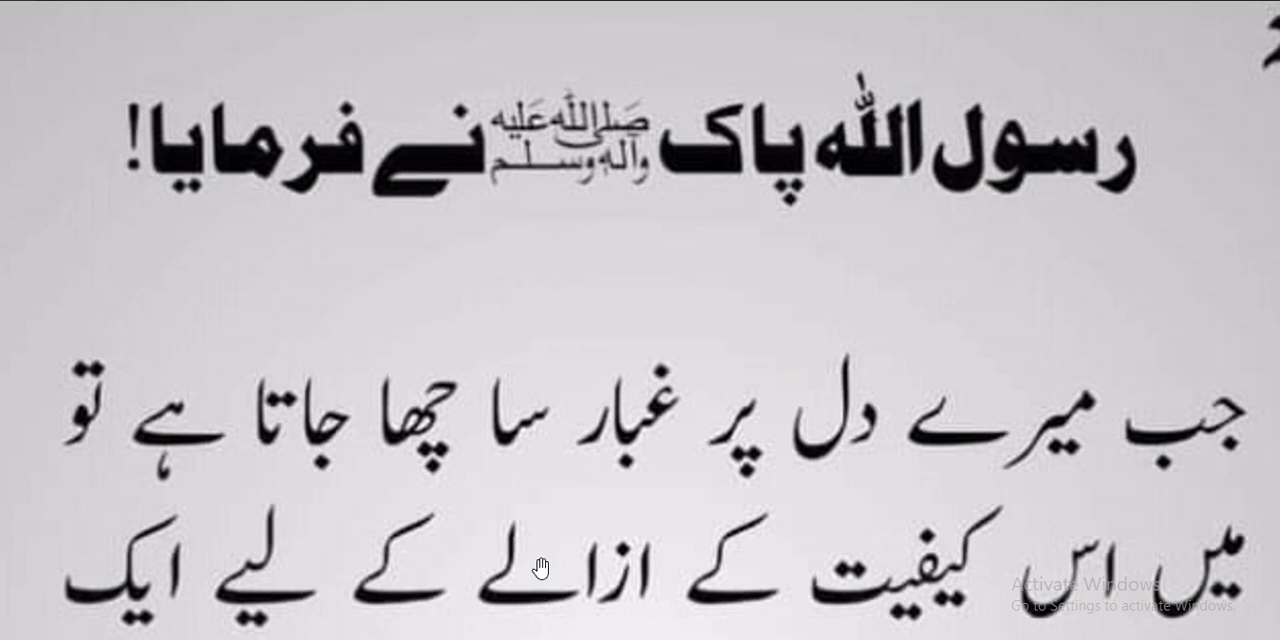 رسول اللہ پاک صلی اللہ علیہ وآلہ وسلم نے فرمایا!
جب میرے دل پر غبار سا چھا جاتا ہے تو
میں اس کیفیت کے ازالے کے لیے ایک
Activate Windows
Go to Settings to activate Windows.